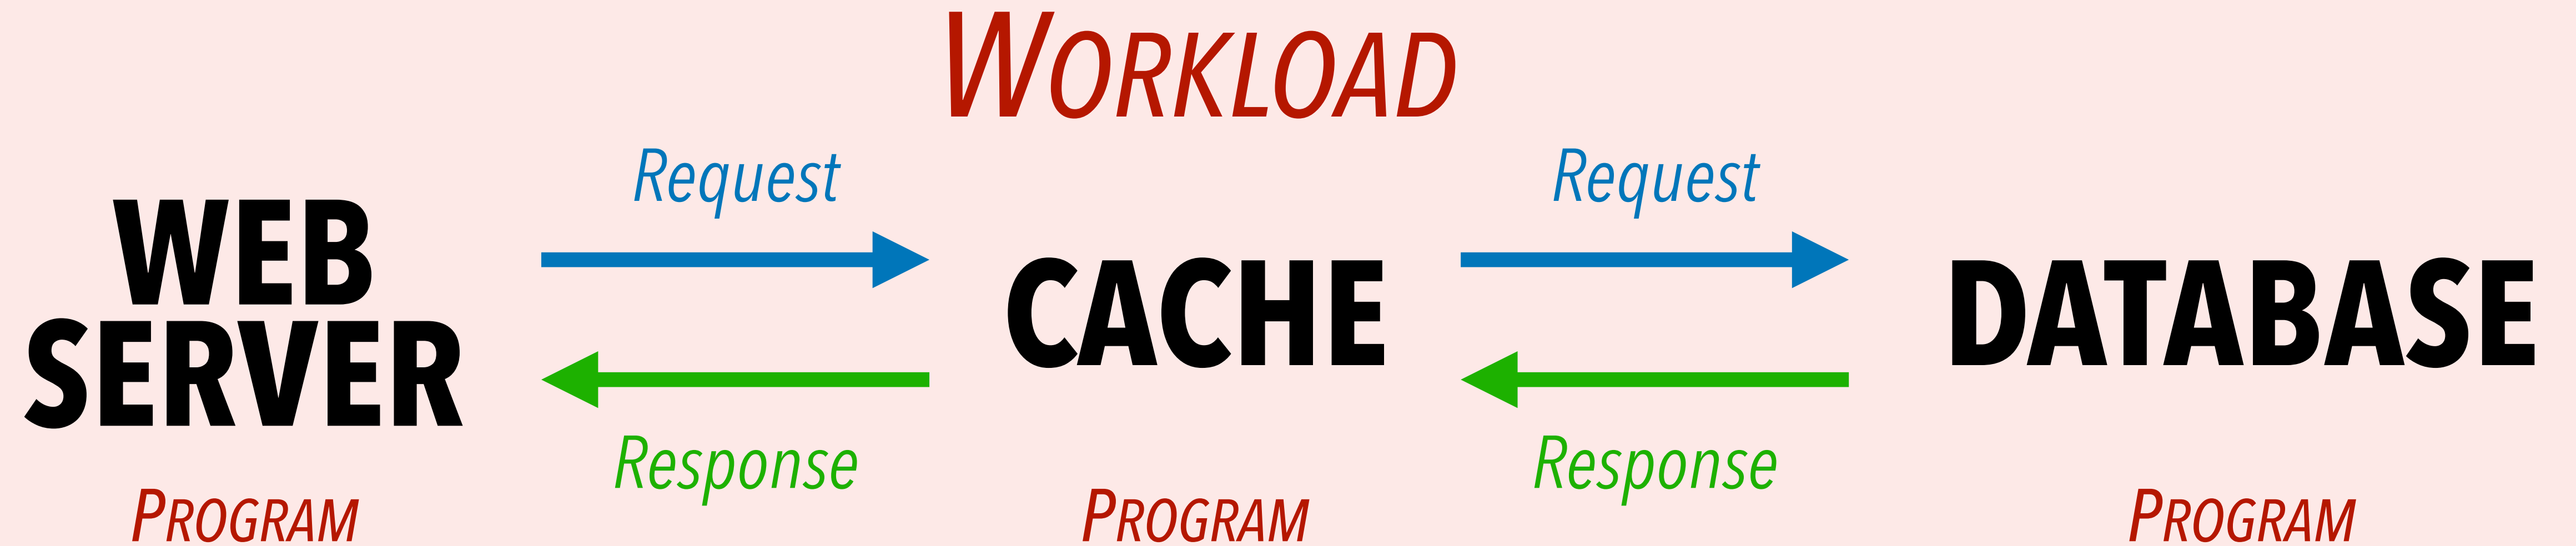 WORKLOAD
Request
Request
WEB
SERVER
CACHE
DATABASE
Response
Response
PROGRAM
PROGRAM
PROGRAM